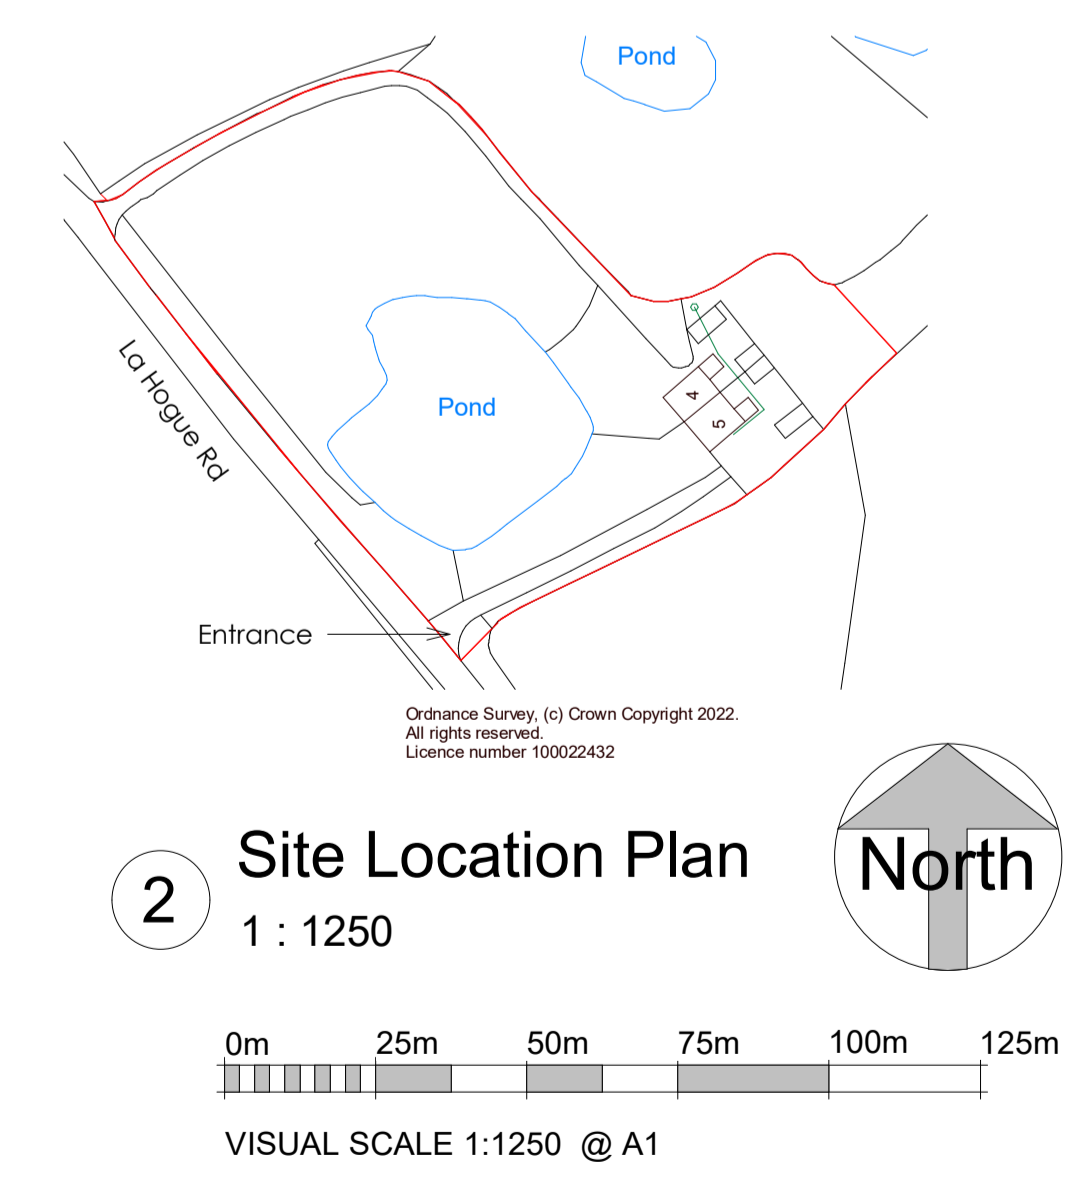 Pond
La Hogue Rd
4
5
Pond
Entrance
Ordnance Survey, (c) Crown Copyright 2022.
All rights reserved.
Licence number 100022432
2
Site Location Plan
1 : 1250
North
0m 25m 50m 75m 100m 125m
VISUAL SCALE 1:1250 @ A1